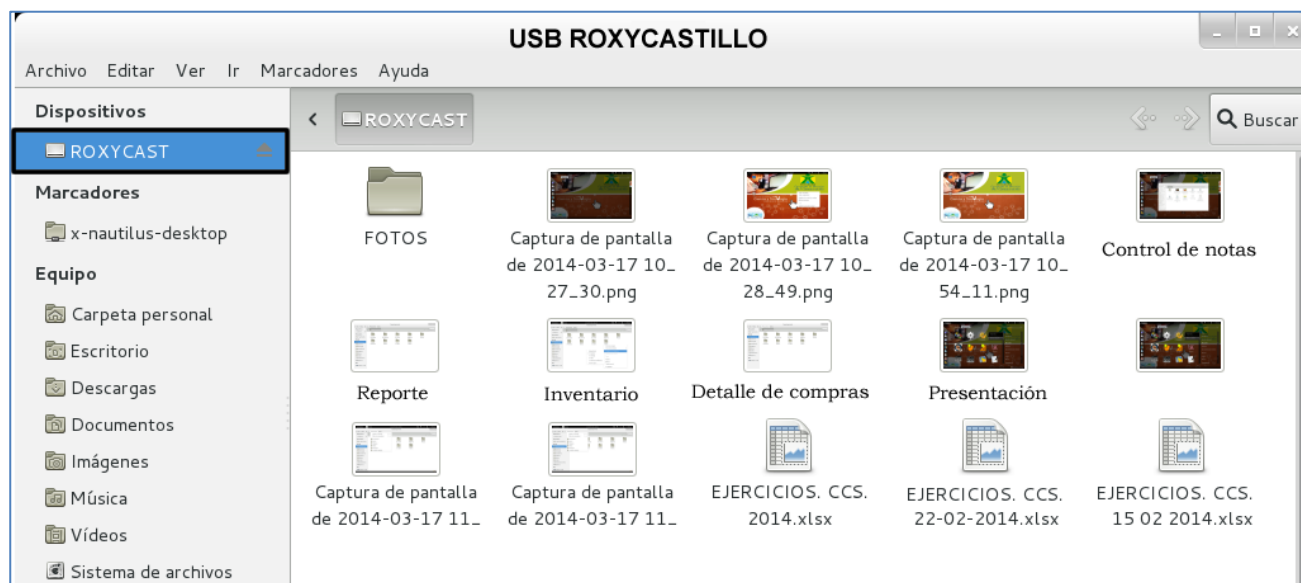 USB ROXYCASTILLO
Archivo Editar Ver Ir Marcadores Ayuda
Dispositivos
ROXYCAST
Marcadores
x-nautilus-desktop
Equipo
Carpeta personal
Escritorio
Descargas
Documentos
Imágenes
Música
Vídeos
Sistema de archivos
ROXYCAST
Buscar
FOTOS
Captura de pantalla
de 2014-03-17 10_
27_30.png
Captura de pantalla
de 2014-03-17 10_
28_49.png
Captura de pantalla
de 2014-03-17 10_
54_11.png
Control de notas
Reporte
Inventario
Detalle de compras
Presentación
Captura de pantalla
de 2014-03-17 11_
Captura de pantalla
de 2014-03-17 11_
EJERCICIOS. CCS.
2014.xlsx
EJERCICIOS. CCS.
22-02-2014.xlsx
EJERCICIOS. CCS.
15 02 2014.xlsx